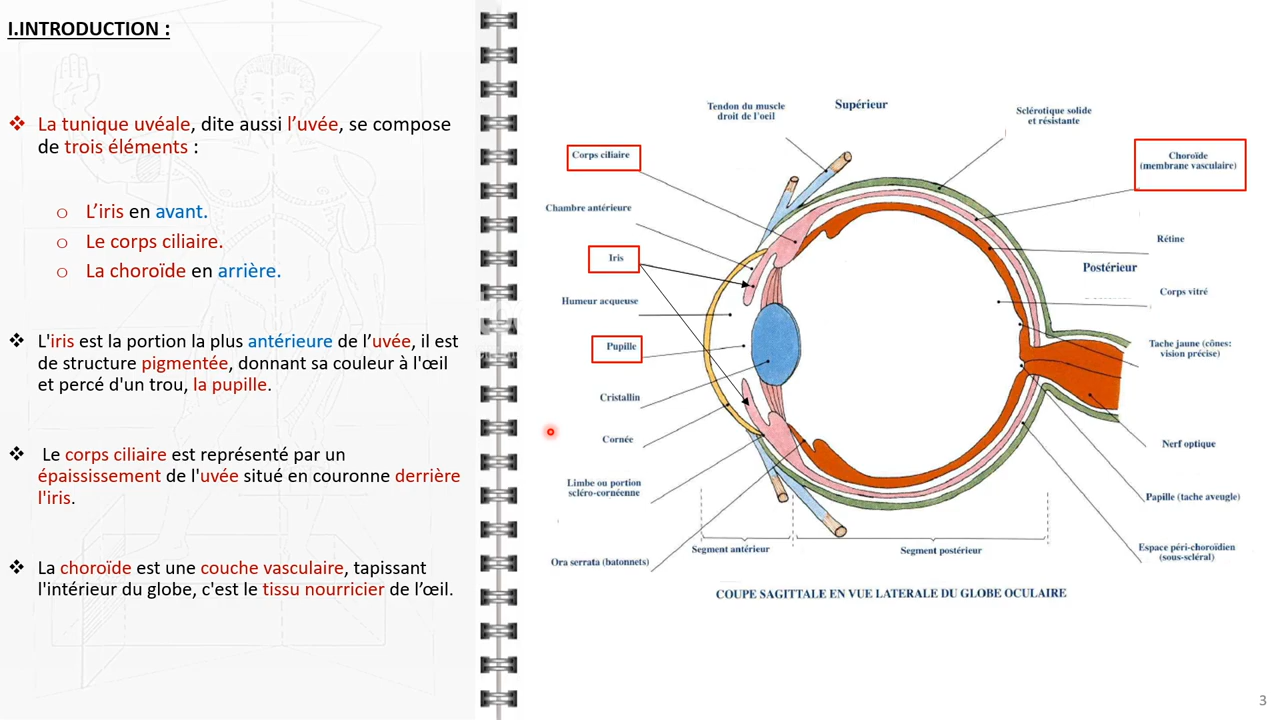 I.INTRODUCTION :
❖ La tunique uvéale, dite aussi l’uvée, se compose
de trois éléments :
o L’iris en avant.
o Le corps ciliaire.
o La choroïde en arrière.
❖ L'iris est la portion la plus antérieure de l’uvée, il est
de structure pigmentée, donnant sa couleur à l'œil
et percé d'un trou, la pupille.
❖ Le corps ciliaire est représenté par un
épaississement de l'uvée situé en couronne derrière
l'iris.
❖ La choroïde est une couche vasculaire, tapissant
l'intérieur du globe, c'est le tissu nourricier de l’œil.
Tendon du muscle
droit de l'oeil
Supérieur
Sclérotique solide
et résistante
Corps ciliaire
Choroïde
(membrane vasculaire)
Chambre antérieure
Rétine
Iris
Postérieur
Corps vitré
Humeur acqueuse
Pupille
Tache jaune (cônes:
vision précise)
Cristallin
Cornée
Nerf optique
Limbe ou portion
scléro-cornéenne
Papille (tache aveugle)
Segment antérieur
Segment postérieur
Espace péri-choroïdien
(sous-scléral)
Ora serrata (batonnets)
COUPE SAGITTALE EN VUE LATERALE DU GLOBE OCULAIRE
3